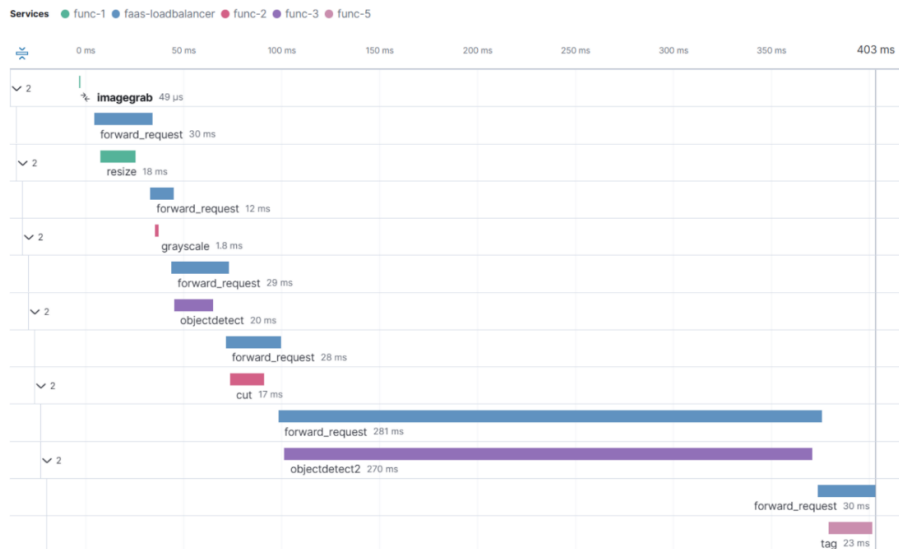 Services func-1 faas-loadbalancer func-2 func-3 func-5
0 ms 50 ms 100 ms 150 ms 200 ms 250 ms 300 ms 350 ms 403 ms
2
imagegrab 49 μs
forward_request 30 ms
2
resize 18 ms
forward_request 12 ms
2
grayscale 1.8 ms
forward_request 29 ms
2
objectdetect 20 ms
forward_request 28 ms
2
cut 17 ms
forward_request 281 ms
2
objectdetect2 270 ms
forward_request 30 ms
tag 23 ms